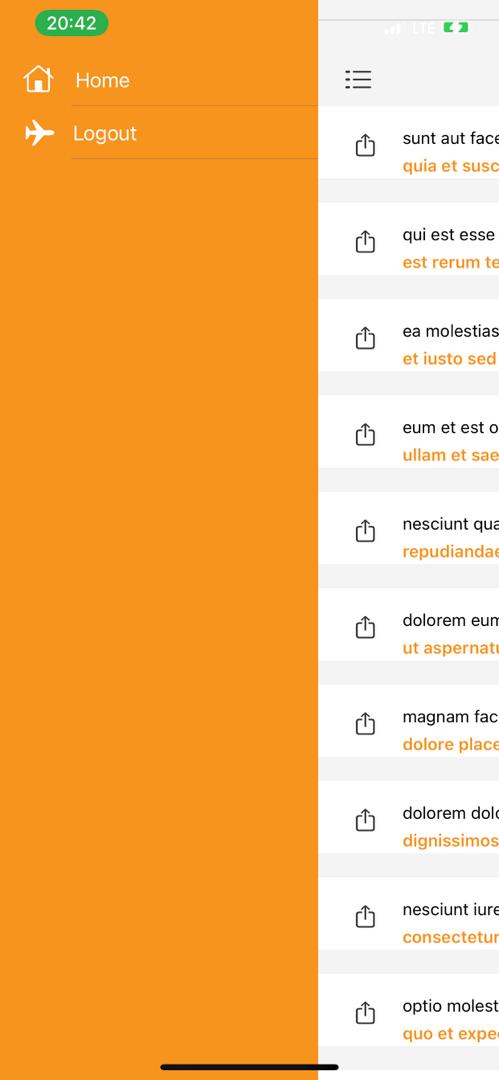 20:42
LTE
Home
Logout
sunt aut face
quia et susc
qui est esse
est rerum te
ea molestias
et iusto sed
eum et est o
ullam et sae
nesciunt qua
repudiandae
dolorem eum
ut aspernatu
magnam fac
dolore place
dolorem dolo
dignissimos
nesciunt iure
consectetur
optio molest
quo et expe